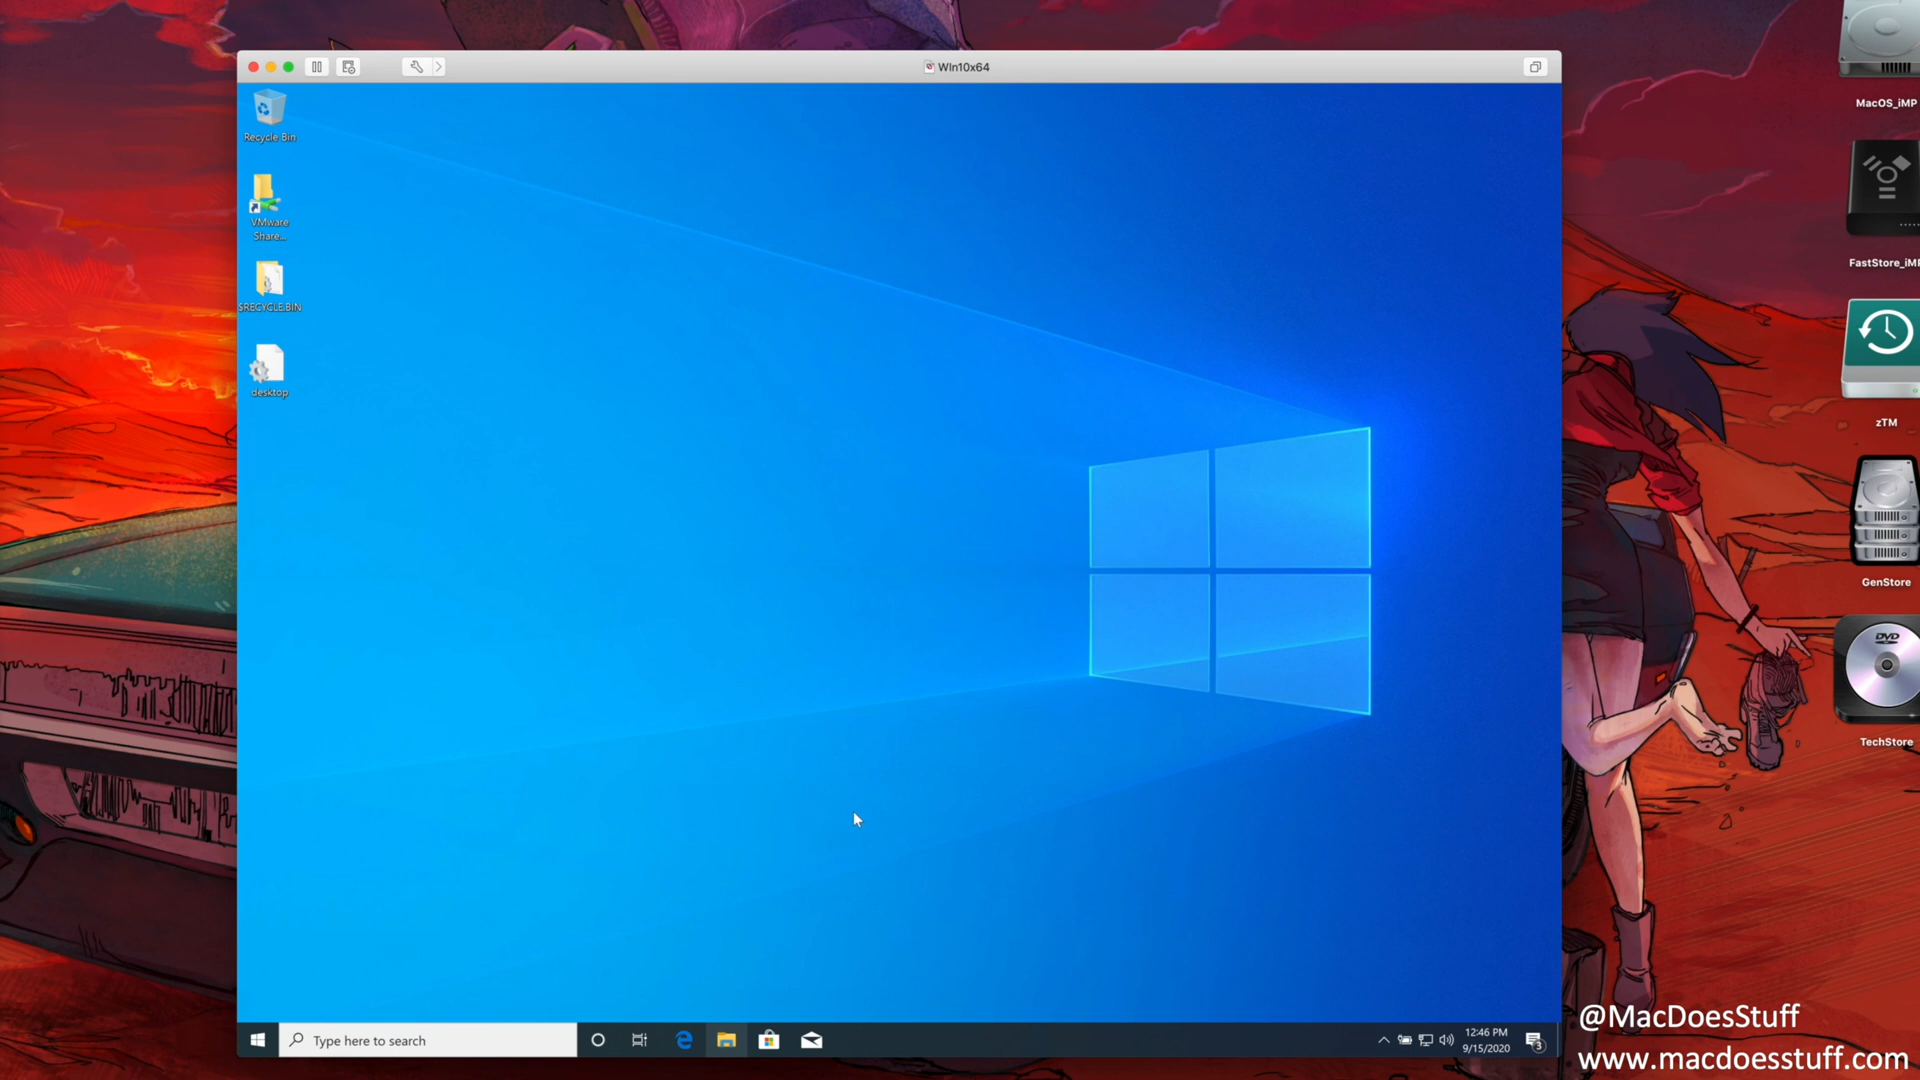 WIn10x64
Recycle Bin
VMware
Share...
$RECYCLE.BIN
desktop
MacOS_iMP
FastStore_iMP
zTM
GenStore
DVD
TechStore
Type here to search
12:46 PM
9/15/2020
3
@MacDoesStuff
www.macdoesstuff.com